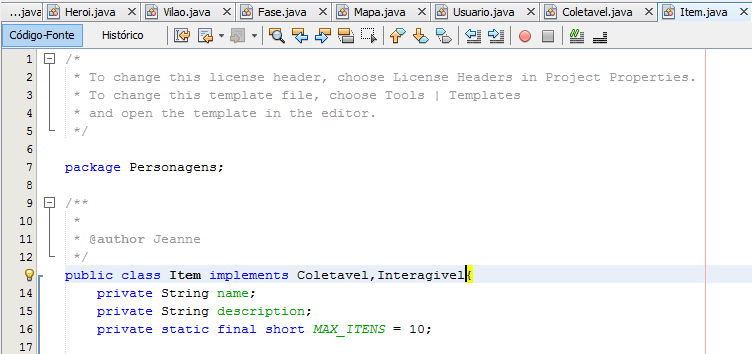 ...java Heroi.java Vilao.java Fase.java Mapa.java Usuario.java Coletavel.java Item.java
Código-Fonte Histórico
1 /*
2 * To change this license header, choose License Headers in Project Properties.
3 * To change this template file, choose Tools | Templates
4 * and open the template in the editor.
5 */
6
7 package Personagens;
8
9 /**
10 *
11 * @author Jeanne
12 */
public class Item implements Coletavel,Interagivel{
14 private String name;
15 private String description;
16 private static final short MAX_ITENS = 10;
17